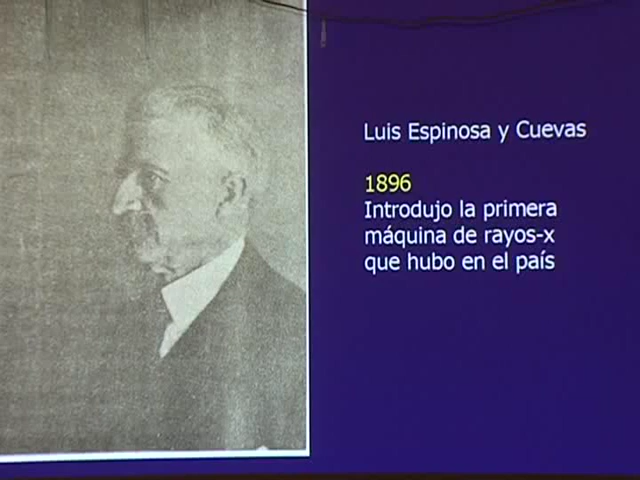 Luis Espinosa y Cuevas
1896
Introdujo la primera
máquina de rayos-x
que hubo en el país